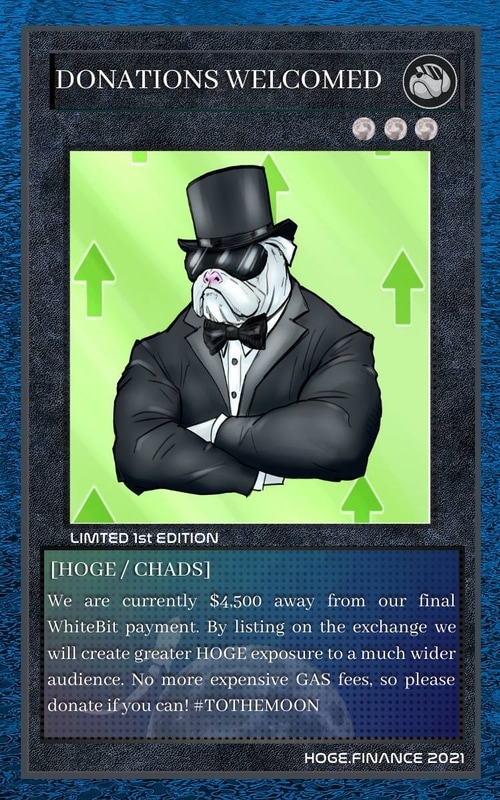 DONATIONS WELCOMED
LIMTED 1st EDITION
[HOGE / CHADS]
We are currently $4,500 away from our final
WhiteBit payment. By listing on the exchange we
will create greater HOGE exposure to a much wider
audience. No more expensive GAS fees, so please
donate if you can! #TOTHEMOON
HOGE.FINANCE 2021